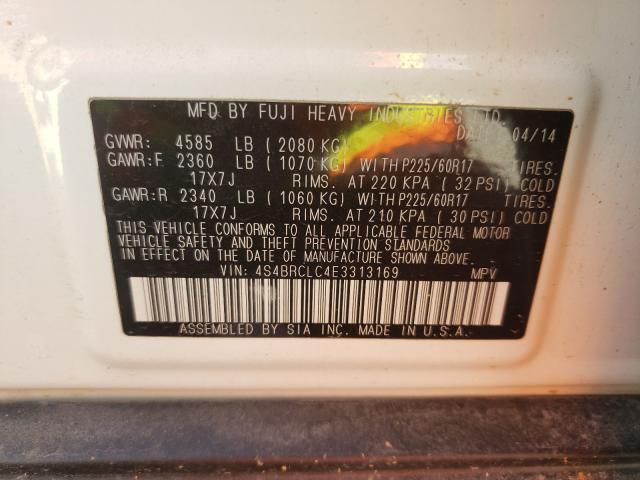 MFD BY FUJI HEAVY INDUSTRIES LTD.
DATE 04/14
GVWR: 4585 LB ( 2080 KG)
GAWR:F 2360 LB ( 1070 KG) WITH P225/60R17 TIRES.
17X7J RIMS. AT 220 KPA ( 32 PSI) COLD
GAWR:R 2340 LB ( 1060 KG) WITH P225/60R17 TIRES.
17X7J RIMS. AT 210 KPA ( 30 PSI) COLD
THIS VEHICLE CONFORMS TO ALL APPLICABLE FEDERAL MOTOR
VEHICLE SAFETY AND THEFT PREVENTION STANDARDS
IN EFFECT ON THE DATE OF MANUFACTURE SHOWN ABOVE.
VIN: 4S4BRCLC4E3313169 MPV
ASSEMBLED BY SIA INC. MADE IN U.S.A.